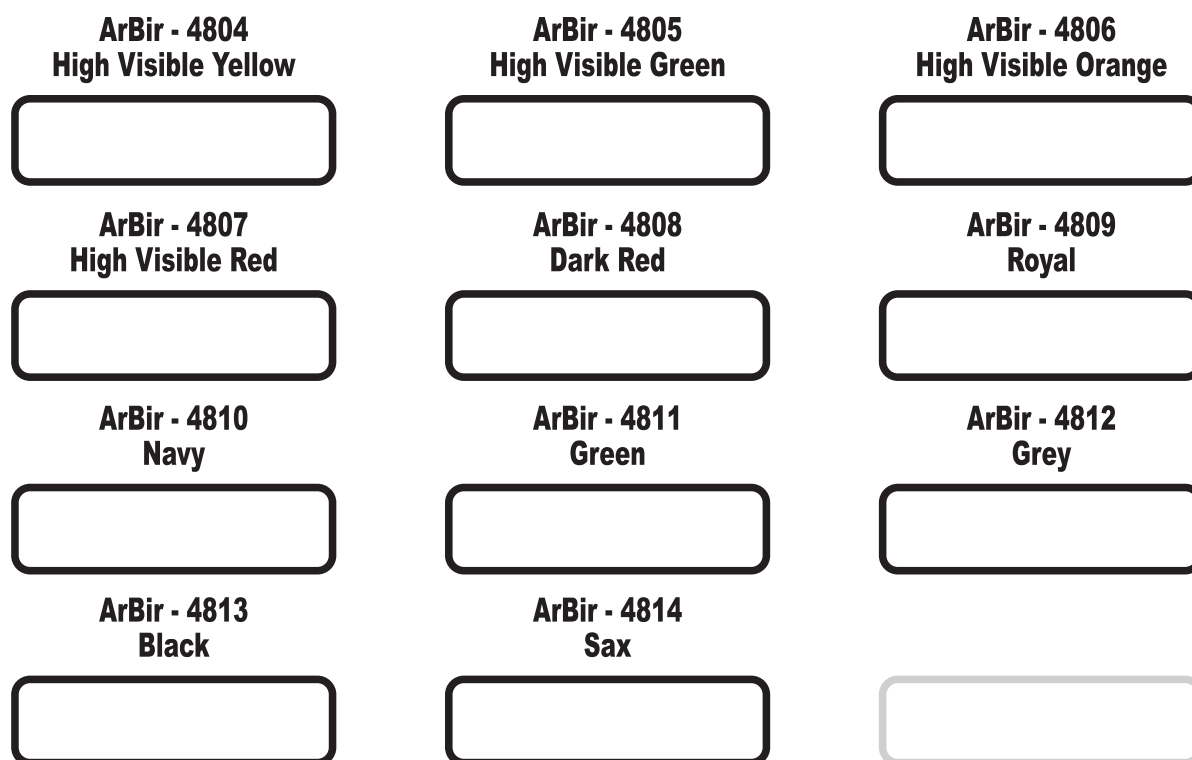 ArBir - 4804
High Visible Yellow
ArBir - 4805
High Visible Green
ArBir - 4806
High Visible Orange
ArBir - 4807
High Visible Red
ArBir - 4808
Dark Red
ArBir - 4809
Royal
ArBir - 4810
Navy
ArBir - 4811
Green
ArBir - 4812
Grey
ArBir - 4813
Black
ArBir - 4814
Sax